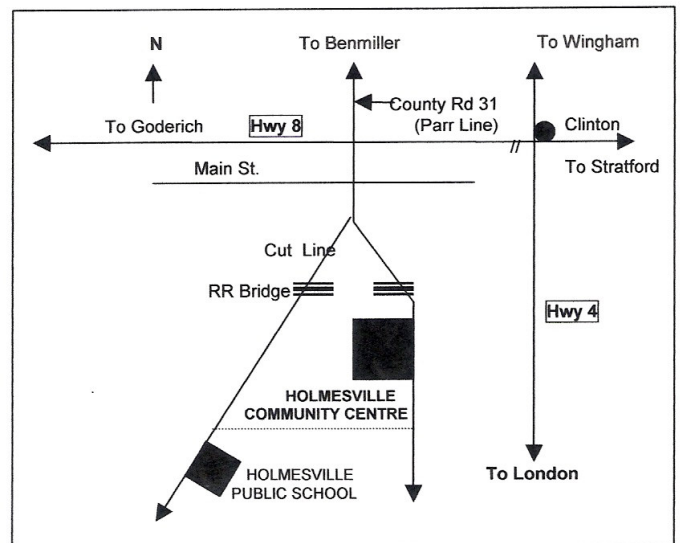 N
To Benmiller
To Wingham
County Rd 31
(Parr Line)
To Goderich
Hwy 8
Clinton
To Stratford
Main St.
Cut Line
RR Bridge
Hwy 4
HOLMESVILLE
COMMUNITY CENTRE
HOLMESVILLE
PUBLIC SCHOOL
To London